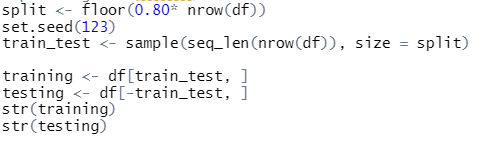 split <- floor(0.80* nrow(df))
set.seed(123)
train_test <- sample(seq_len(nrow(df)), size = split)
training <- df[train_test, ]
testing <- df[-train_test, ]
str(training)
str(testing)